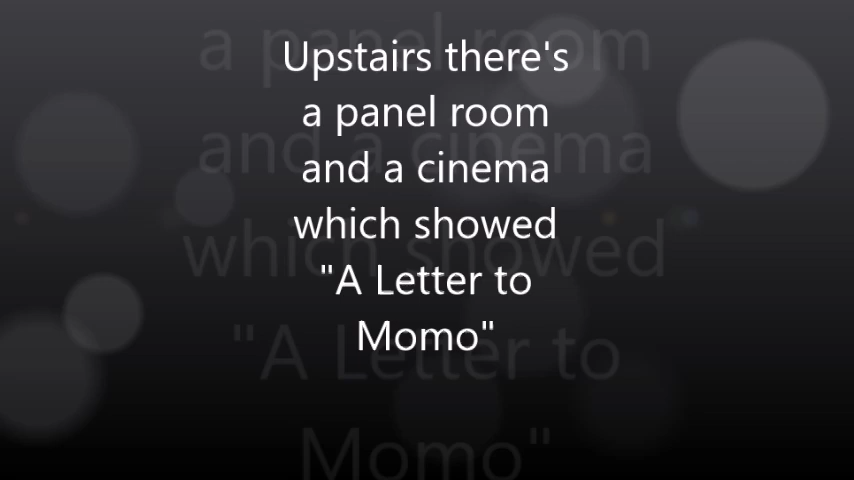 Upstairs there's
a panel room
and a cinema
which showed
"A Letter to
Momo"